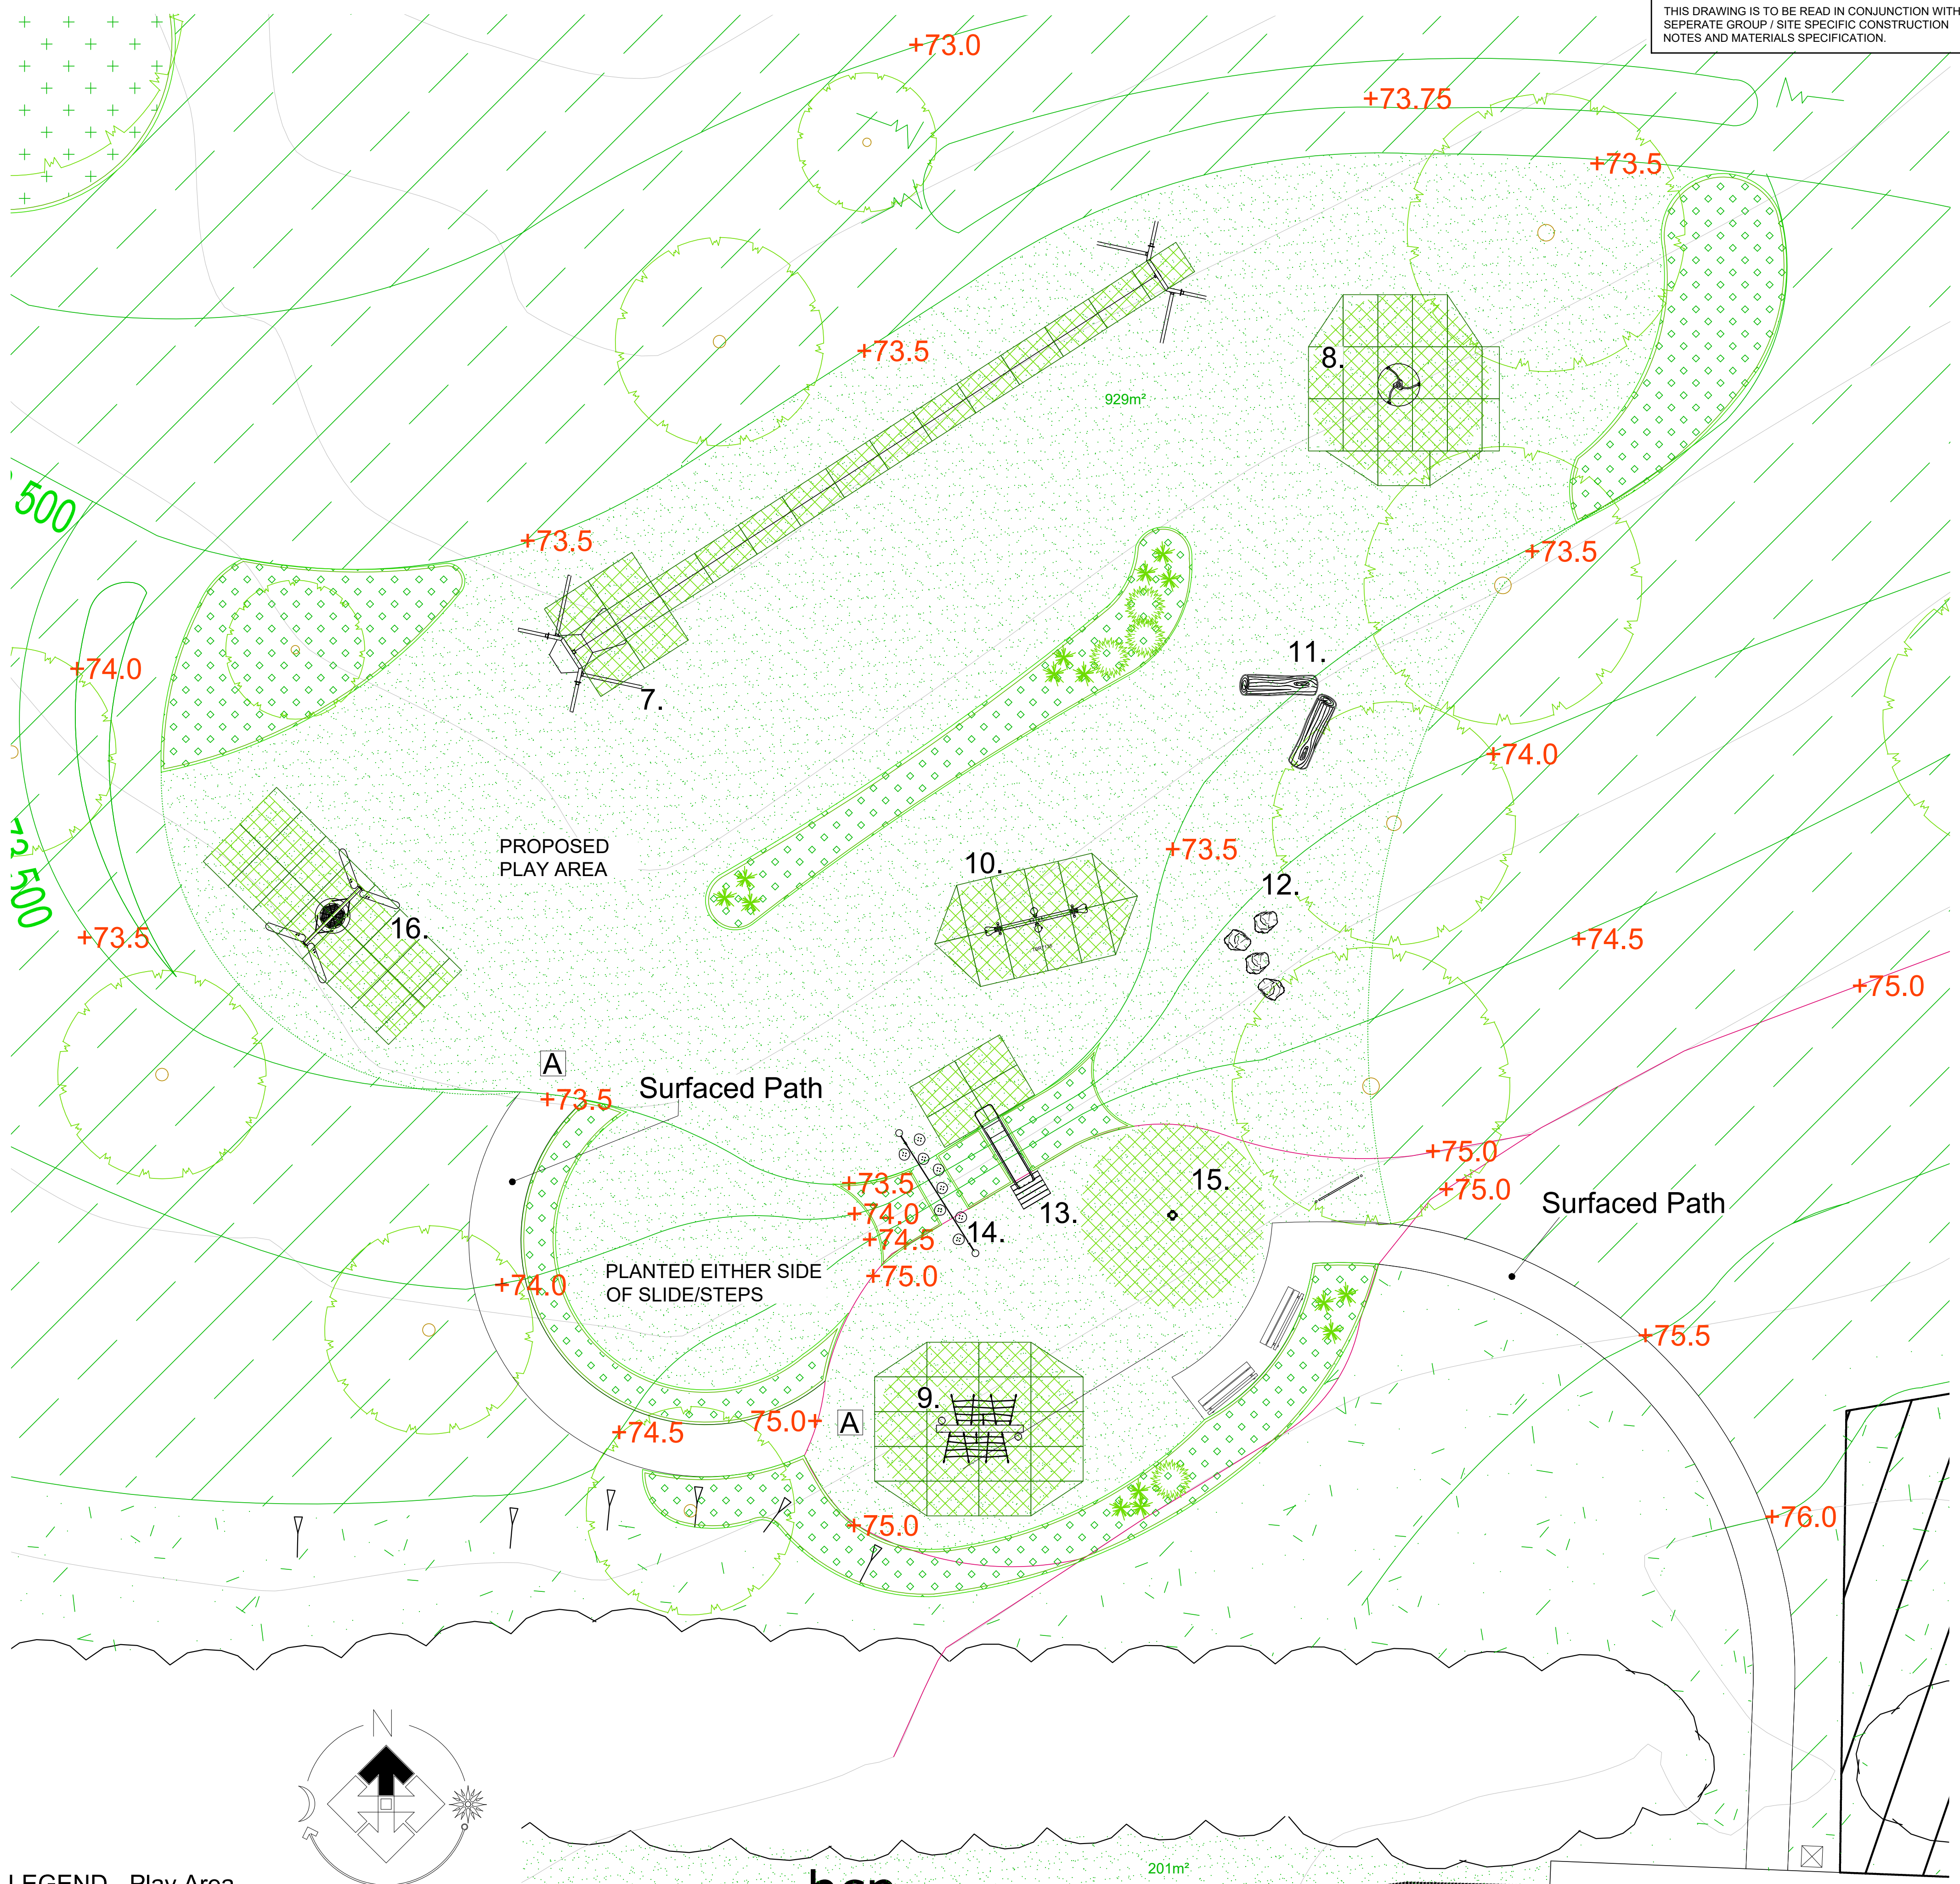 THIS DRAWING IS TO BE READ IN CONJUNCTION WITH
SEPERATE GROUP / SITE SPECIFIC CONSTRUCTION
NOTES AND MATERIALS SPECIFICATION.
+73.0
+73.75
+73.5
+73.5
8.
929m²
500
+73.5
+73.5
11.
+74.0
7.
+74.0
PROPOSED
PLAY AREA
+73.5
10.
12.
500
16.
+73.5
+74.5
+75.0
A
Surfaced Path
+73.5
+75.0
+73.5
15.
+75.0
Surfaced Path
+74.0
13.
14.
+74.5
PLANTED EITHER SIDE
OF SLIDE/STEPS
+75.0
+74.0
+75.5
9.
75.0+
A
+74.5
+75.0
+76.0
N
201m²
LEGEND - Play Area